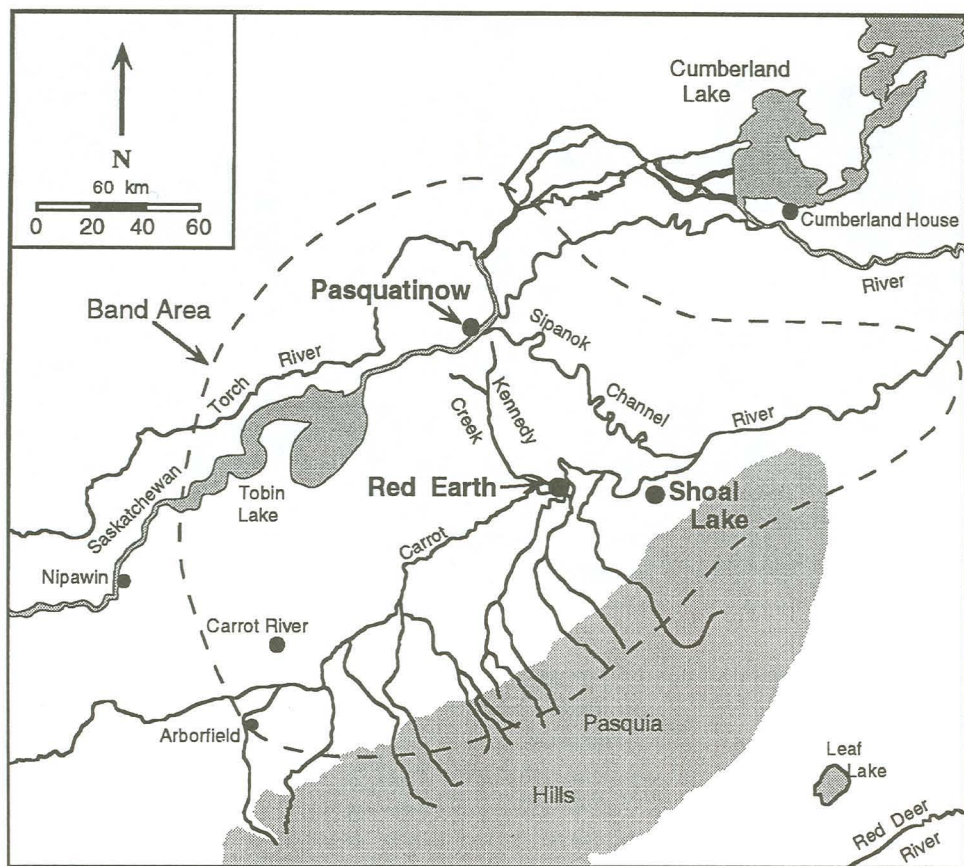 N
60 km
0 20 40 60
Cumberland
Lake
Cumberland House
River
Pasquatinow
Band Area
Sipanok
Channel
River
Torch
River
Kennedy
Creek
Saskatchewan
Tobin
Lake
Red Earth
Shoal
Lake
Carrot
Nipawin
Carrot River
Arborfield
Pasquia
Hills
Leaf
Lake
Red Deer
River